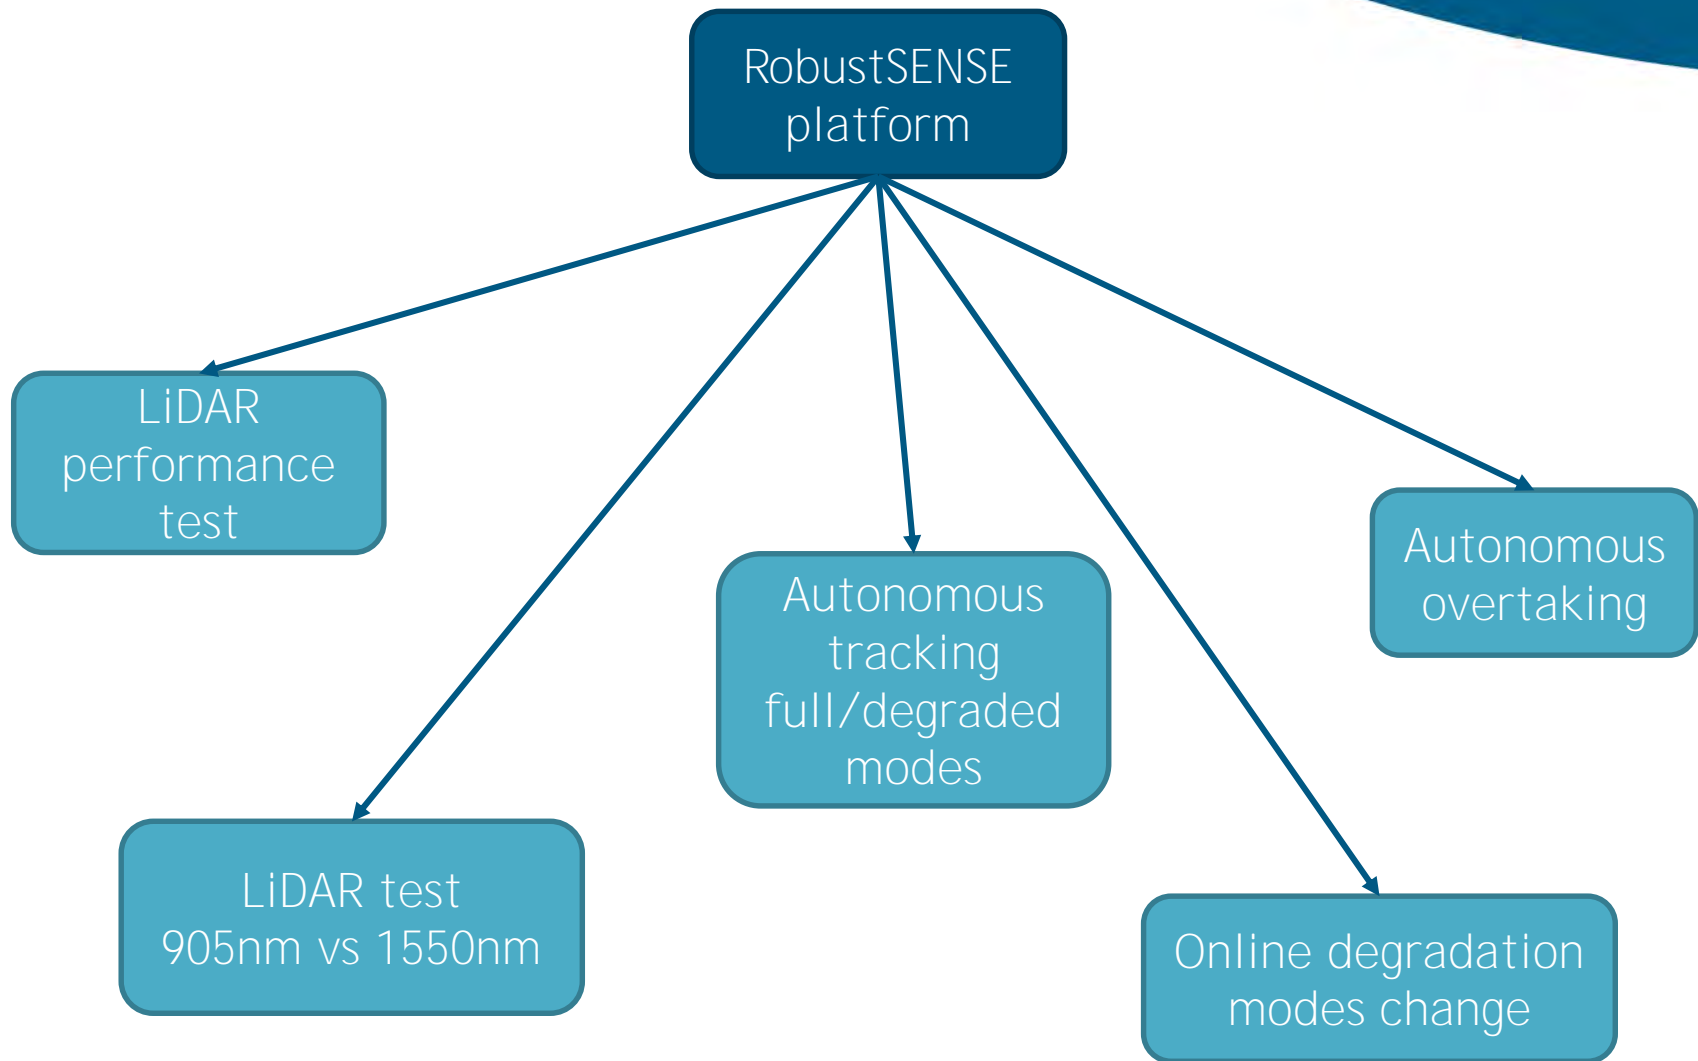 RobustSENSE
platform
LiDAR
performance
test
Autonomous
overtaking
Autonomous
tracking
full/degraded
modes
LiDAR test
905nm vs 1550nm
Online degradation
modes change